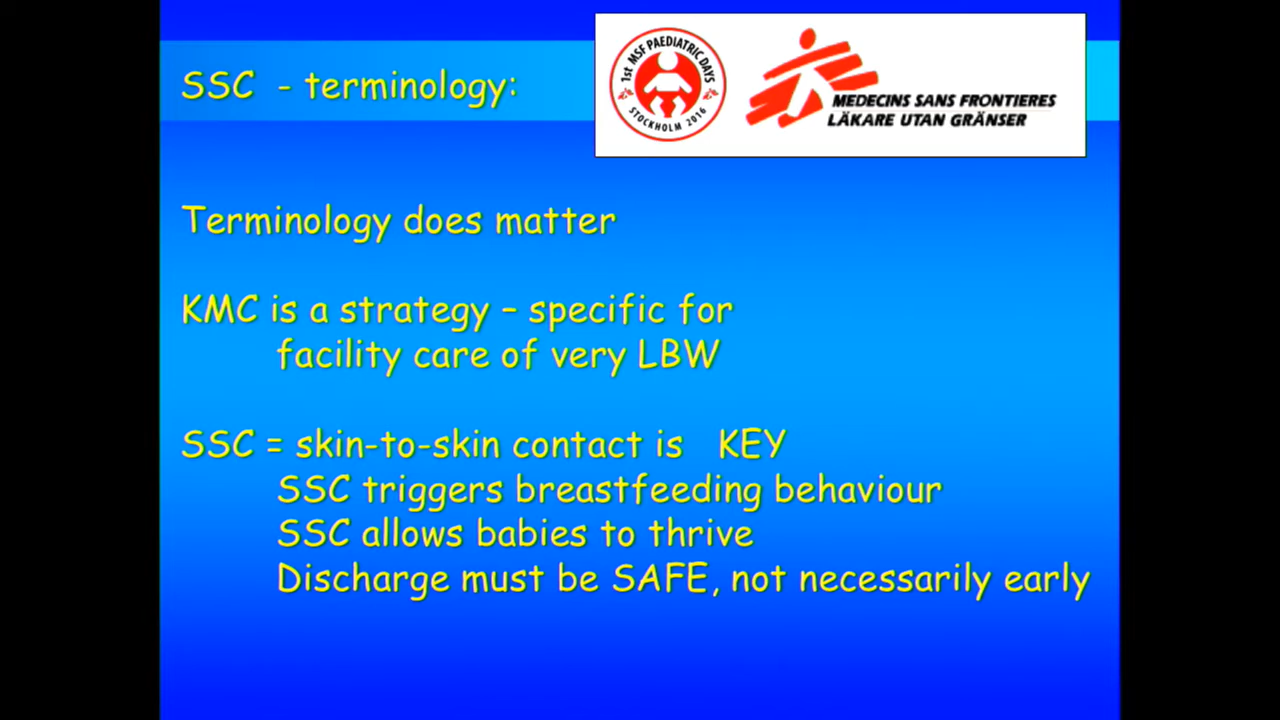 SSC - terminology:
1st MSF PAEDIATRIC DAYS
STOCKHOLM 2016
MEDECINS SANS FRONTIERES
LÄKARE UTAN GRÄNSER
Terminology does matter
KMC is a strategy – specific for
facility care of very LBW
SSC = skin-to-skin contact is KEY
SSC triggers breastfeeding behaviour
SSC allows babies to thrive
Discharge must be SAFE, not necessarily early